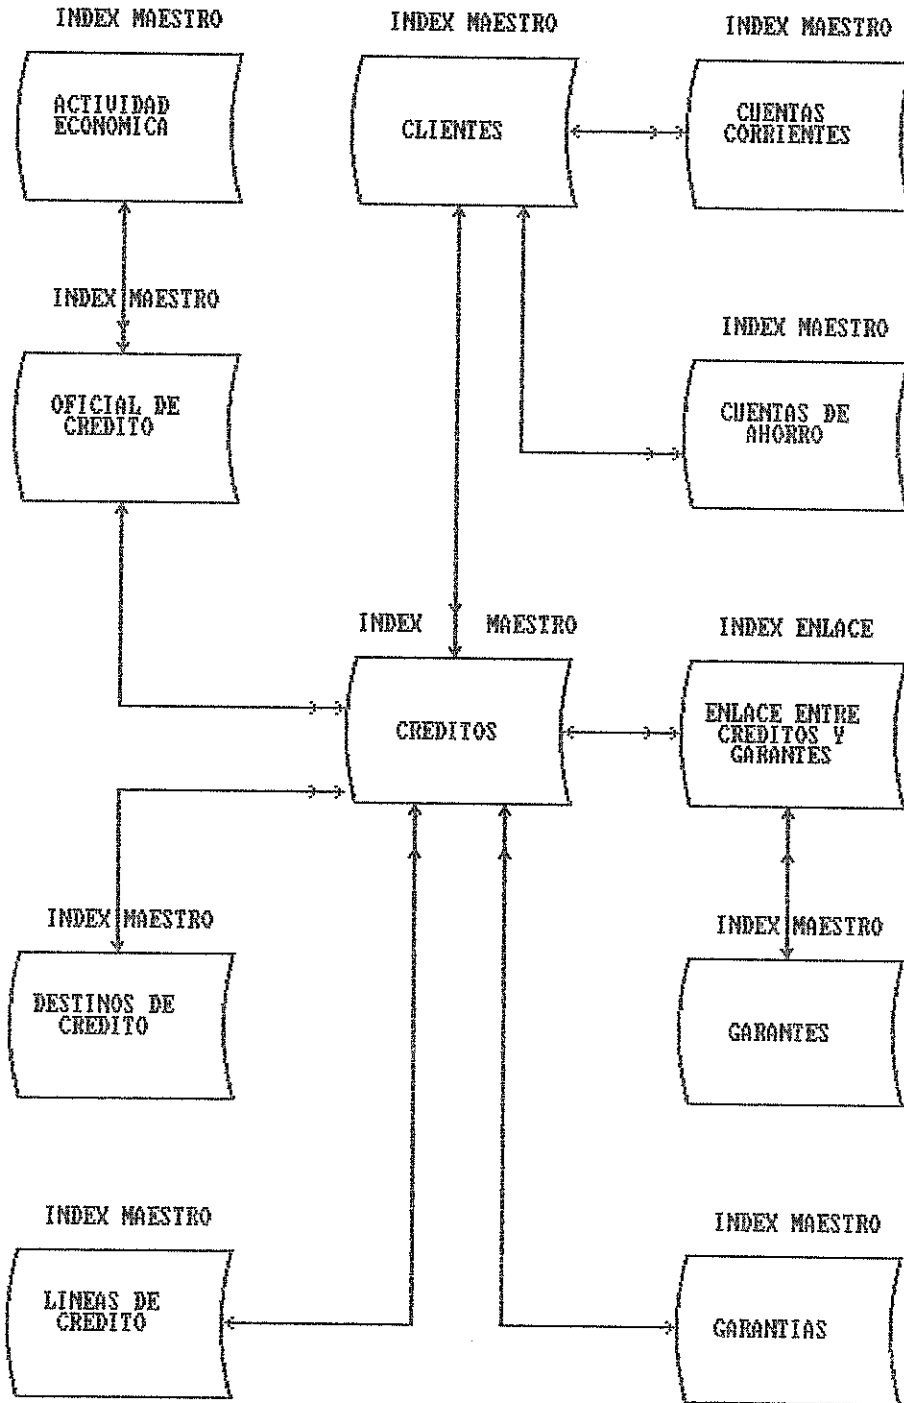 INDEX MAESTRO
INDEX MAESTRO
INDEX MAESTRO
ACTIVIDAD
ECONOMICA
CLIENTES
CUENTAS
CORRIENTES
INDEX MAESTRO
INDEX MAESTRO
OFICIAL DE
CREDITO
CUENTAS DE
AHORRO
INDEX MAESTRO
INDEX ENLACE
CREDITOS
ENLACE ENTRE
CREDITOS Y
GARANTES
INDEX MAESTRO
INDEX MAESTRO
DESTINOS DE
CREDITO
GARANTES
INDEX MAESTRO
INDEX MAESTRO
LINEAS DE
CREDITO
GARANTIAS